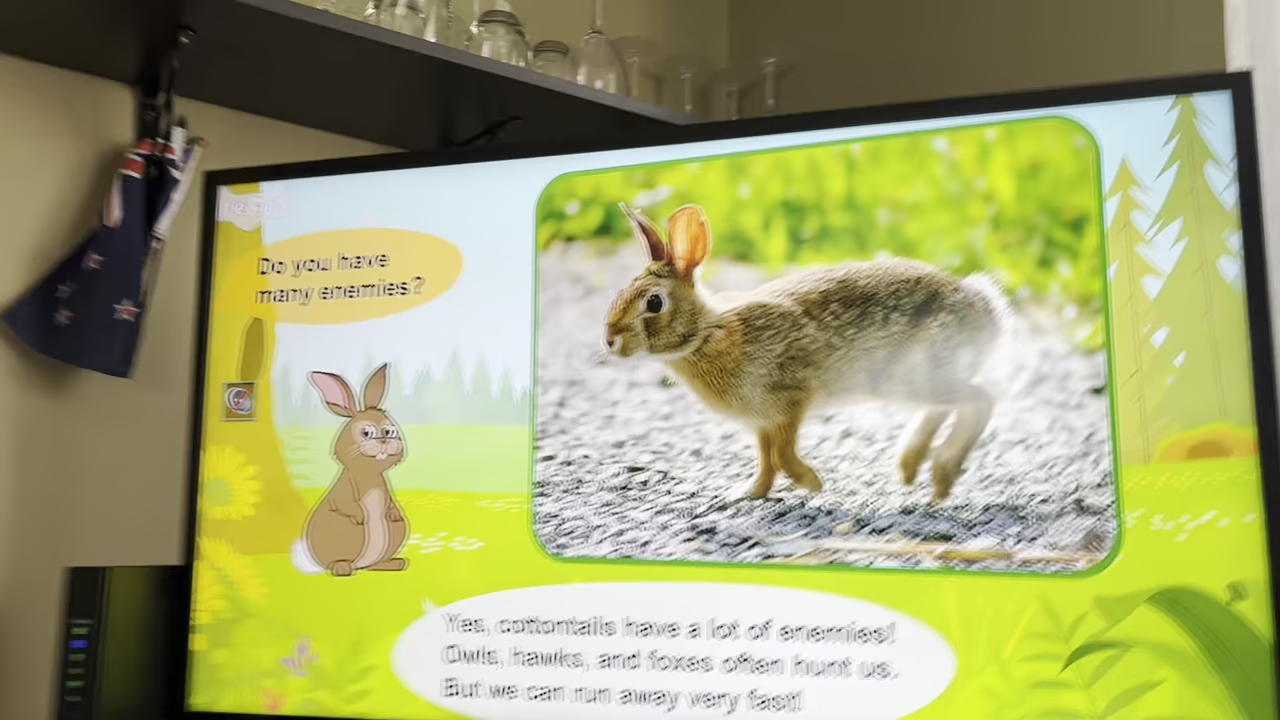 Do you have
many enemies?
Yes, cottontails have a lot of enemies!
Owls, hawks, and foxes often hunt us.
But we can run away very fast!